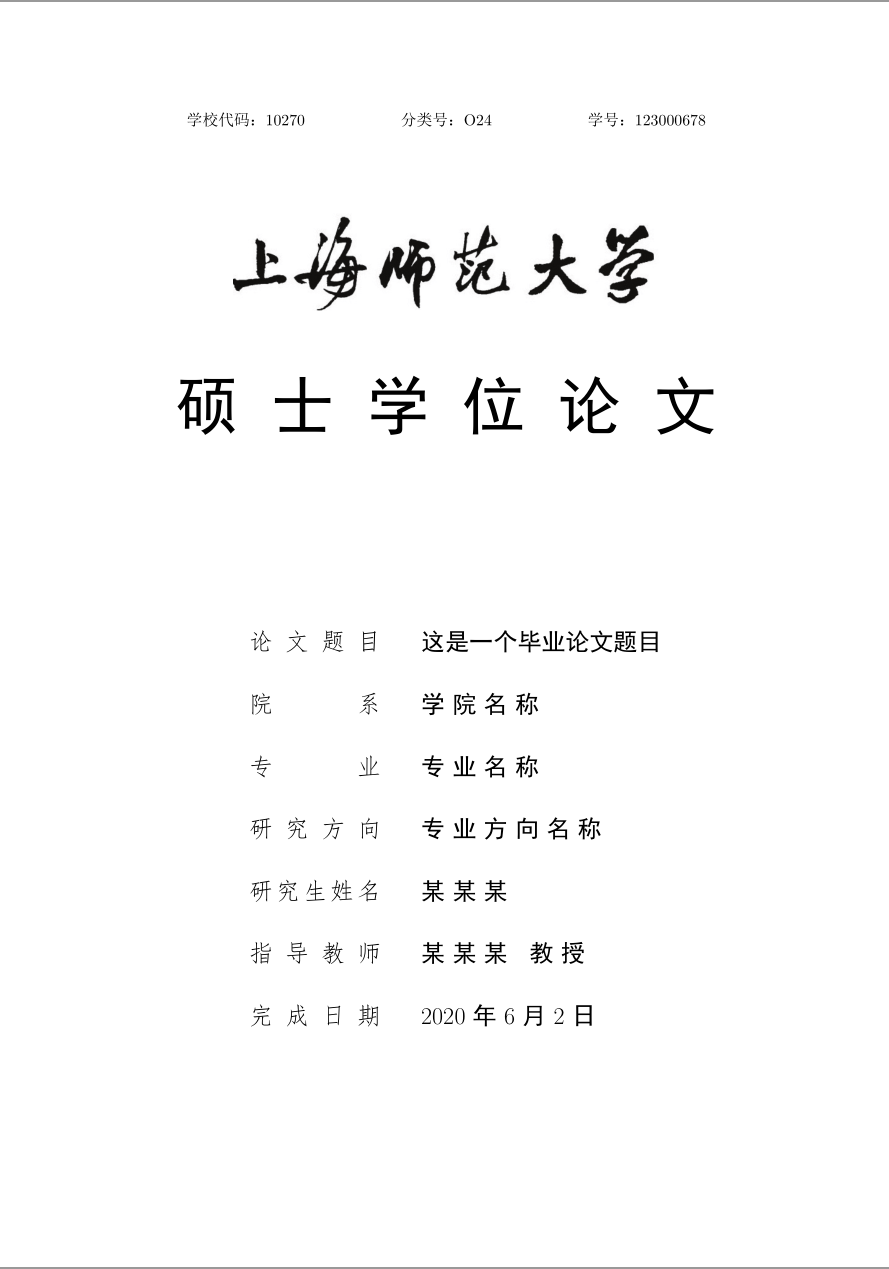 学校代码：10270 分类号：O24 学号：123000678
上海师范大学
硕士学位论文
论文题目 这是一个毕业论文题目
院系 学院名称
专业 专业名称
研究方向 专业方向名称
研究生姓名 某某某
指导教师 某某某 教授
完成日期 2020 年 6 月 2 日